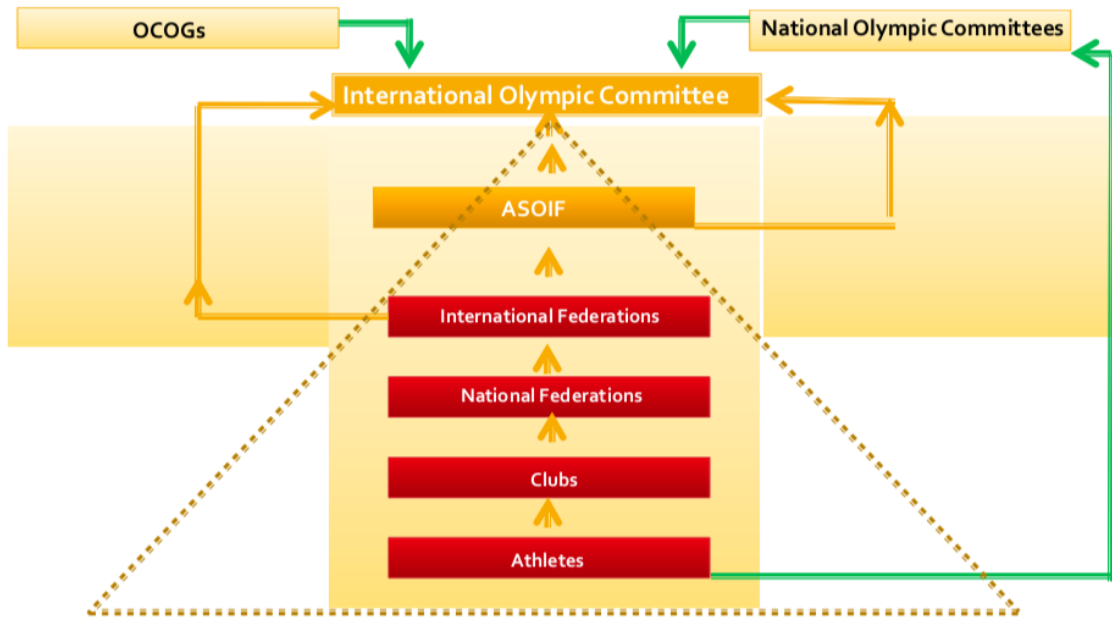 OCOGs
National Olympic Committees
International Olympic Committee
ASOIF
International Federations
National Federations
Clubs
Athletes